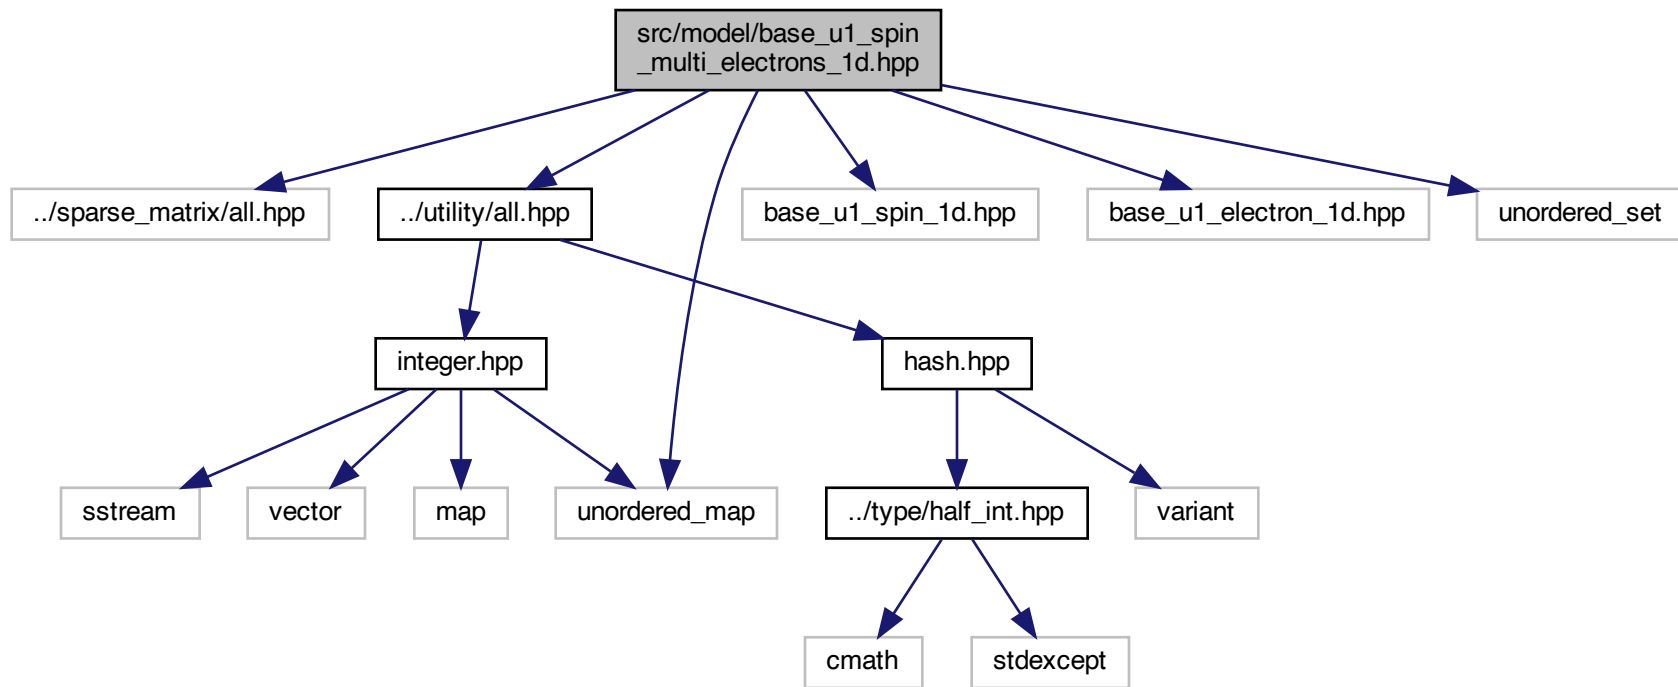 src/model/base_u1_spin
_multi_electrons_1d.hpp
../sparse_matrix/all.hpp
../utility/all.hpp
base_u1_spin_1d.hpp
base_u1_electron_1d.hpp
unordered_set
integer.hpp
hash.hpp
sstream
vector
map
unordered_map
../type/half_int.hpp
variant
cmath
stdexcept